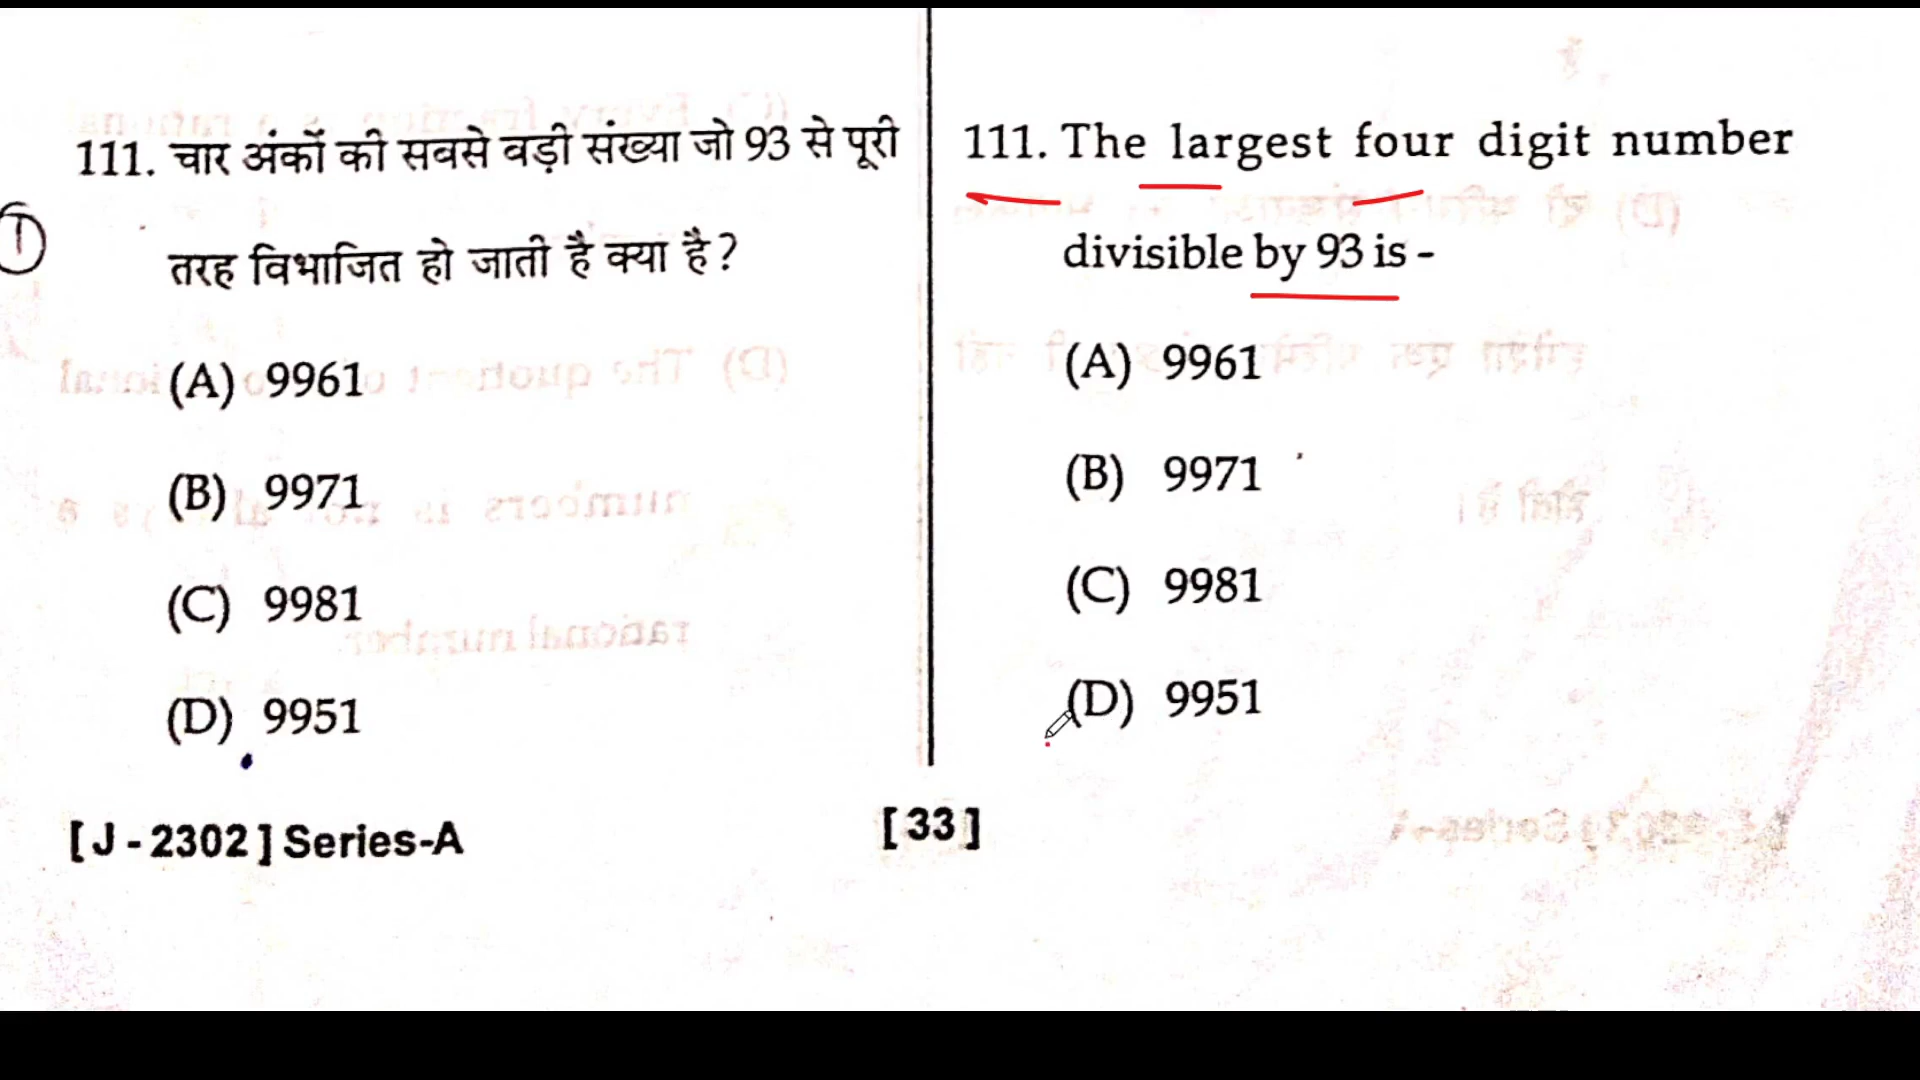 111. चार अंकों की सबसे बड़ी संख्या जो 93 से पूरी
1
तरह विभाजित हो जाती है क्या है?
(A) 9961
(B) 9971
(C) 9981
(D) 9951
111. The largest four digit number
divisible by 93 is -
(A) 9961
(B) 9971
(C) 9981
(D) 9951
[ J - 2302 ] Series-A
[ 33 ]